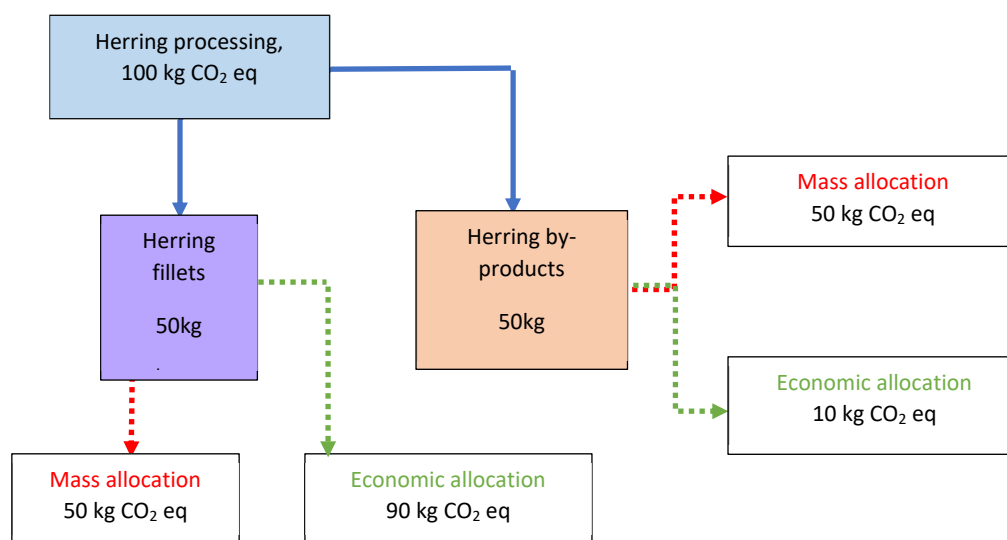 Herring processing,
100 kg CO₂ eq
Herring
fillets
50kg
.
Herring by-
products
50kg
Mass allocation
50 kg CO₂ eq
Economic allocation
10 kg CO₂ eq
Mass allocation
50 kg CO₂ eq
Economic allocation
90 kg CO₂ eq